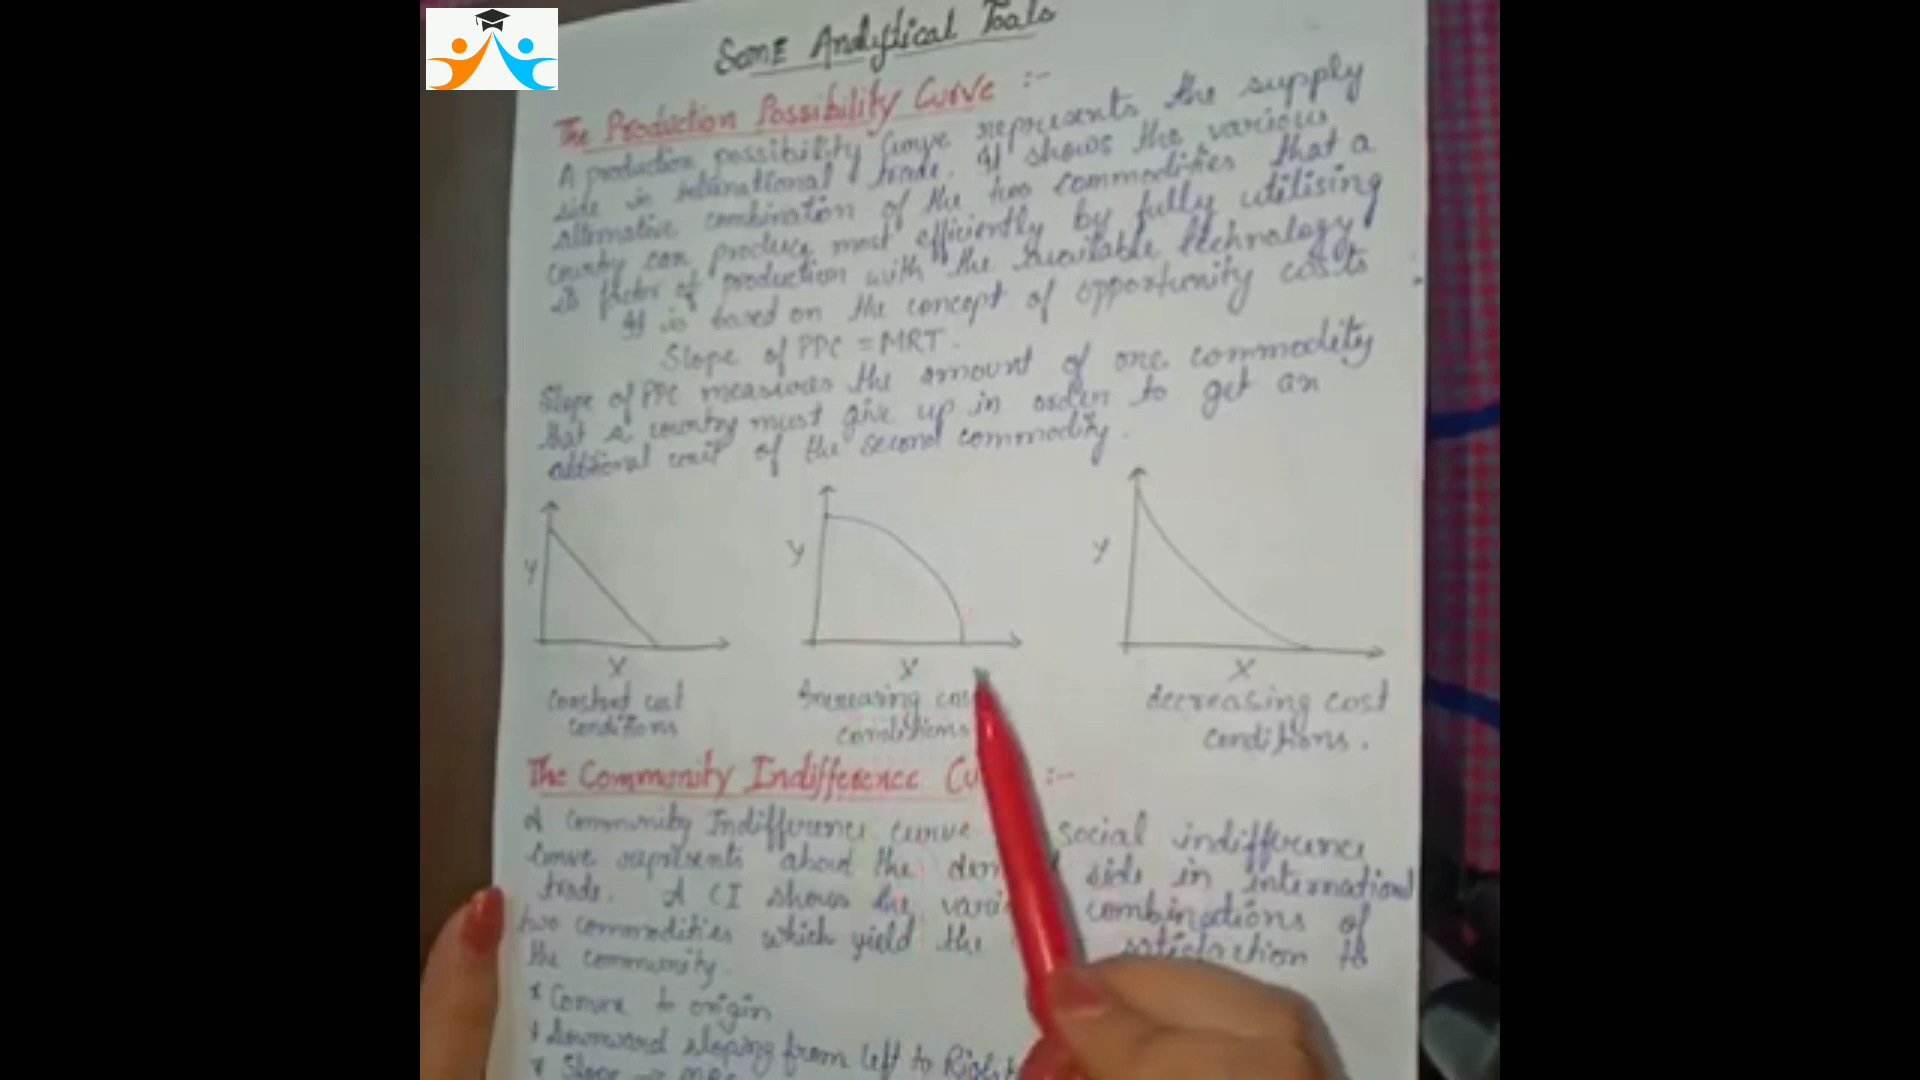 Some Analytical Tools
The Production Possibility Curve :-
A production possibility curve represents the supply
side in international trade. It shows the various
alternative combination of the two commodities that a
country can produce most efficiently by fully utilising
its factor of production with the available technology
It is based on the concept of opportunity costs
Slope of PPC = MRT.
Slope of PPC measures the amount of one commodity
that a country must give up in order to get an
additional unit of the second commodity.
Y
X
Constant cost
conditions
Y
X
Increasing
conditions
Y
X
decreasing cost
conditions.
The Community Indifference :-
A Community Indifference curve social indifference
curve represents about the side in international
trade. A CI shows the combinations of
two commodities which yield the satisfaction to
the community.
* Convex to origin
* Downward sloping from left to Right
* Slope